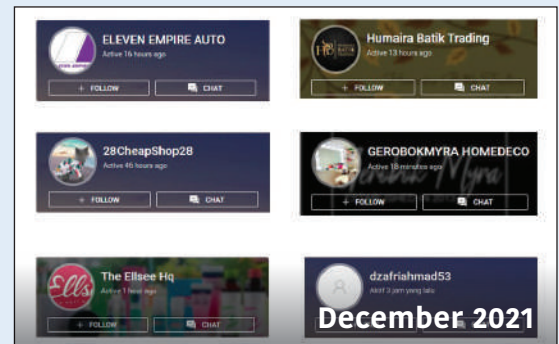 ELEVEN EMPIRE AUTO
Active 16 hours ago
+ FOLLOW
CHAT
Humaira Batik Trading
Active 13 hours ago
+ FOLLOW
CHAT
28CheapShop28
Active 46 hours ago
+ FOLLOW
CHAT
GEROBOKMYRA HOMEDECO
Active 18 minutes ago
+ FOLLOW
CHAT
The Ellsee Hq
Active 1 hour ago
+ FOLLOW
CHAT
Ells
dzafriahmad53
Aktif 3 jam yang lalu
December 2021